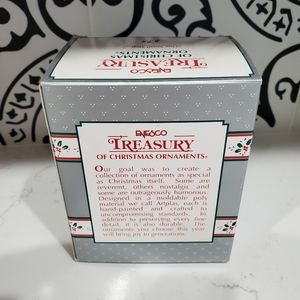 ENESCO
TREASURY
OF CHRISTMAS
ORNAMENTS®
ENESCO
TREASURY
OF CHRISTMAS ORNAMENTS®
Our goal was to create a
collection of ornaments as special
as Christmas itself. Some are
reverent, others nostalgic and
some are outrageously humorous.
Designed in a moldable poly
material we call Artplas, each is
hand-painted and crafted to
uncompromising standards. In
addition to preserving every fine
detail, it is also durable. The
ornaments you choose this year
will bring joy to generations.